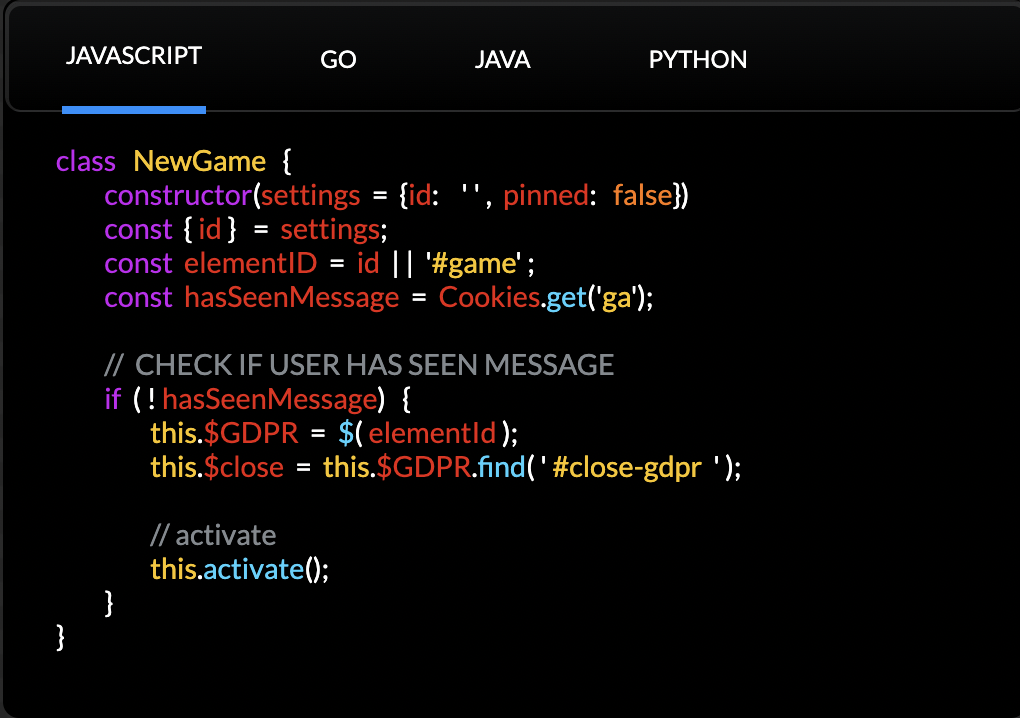 JAVASCRIPT GO JAVA PYTHON
class NewGame {
constructor(settings = {id: '', pinned: false})
const { id } = settings;
const elementID = id || '#game' ;
const hasSeenMessage = Cookies.get('ga');
// CHECK IF USER HAS SEEN MESSAGE
if ( ! hasSeenMessage) {
this.$GDPR = $( elementId );
this.$close = this.$GDPR.find( ' #close-gdpr ' );
// activate
this.activate();
}
}